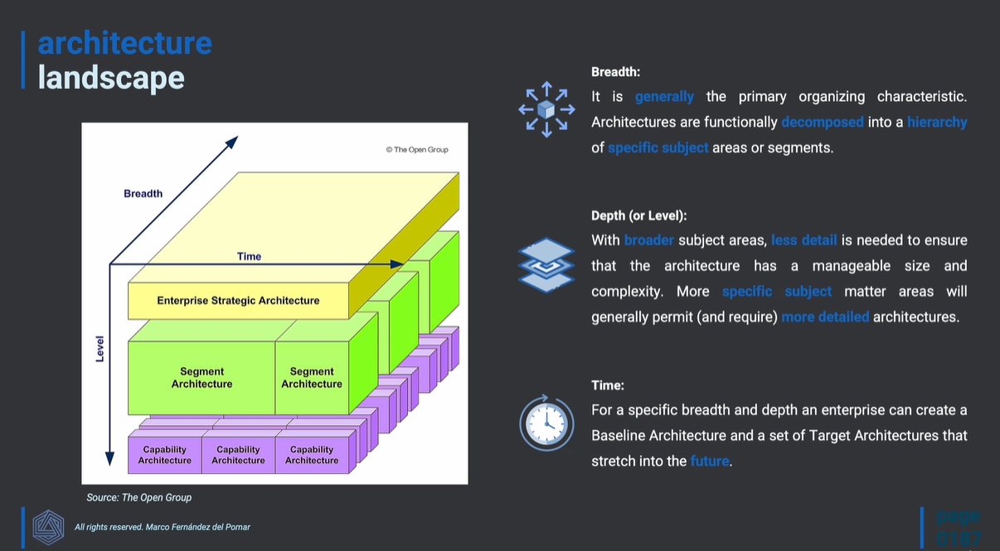 architecture
landscape
© The Open Group
Breadth
Time
Level
Enterprise Strategic Architecture
Segment
Architecture
Segment
Architecture
Capability
Architecture
Capability
Architecture
Capability
Architecture
Source: The Open Group
Breadth:
It is generally the primary organizing characteristic.
Architectures are functionally decomposed into a hierarchy
of specific subject areas or segments.
Depth (or Level):
With broader subject areas, less detail is needed to ensure
that the architecture has a manageable size and
complexity. More specific subject matter areas will
generally permit (and require) more detailed architectures.
Time:
For a specific breadth and depth an enterprise can create a
Baseline Architecture and a set of Target Architectures that
stretch into the future.
All rights reserved. Marco Fernández del Pomar
page
0187